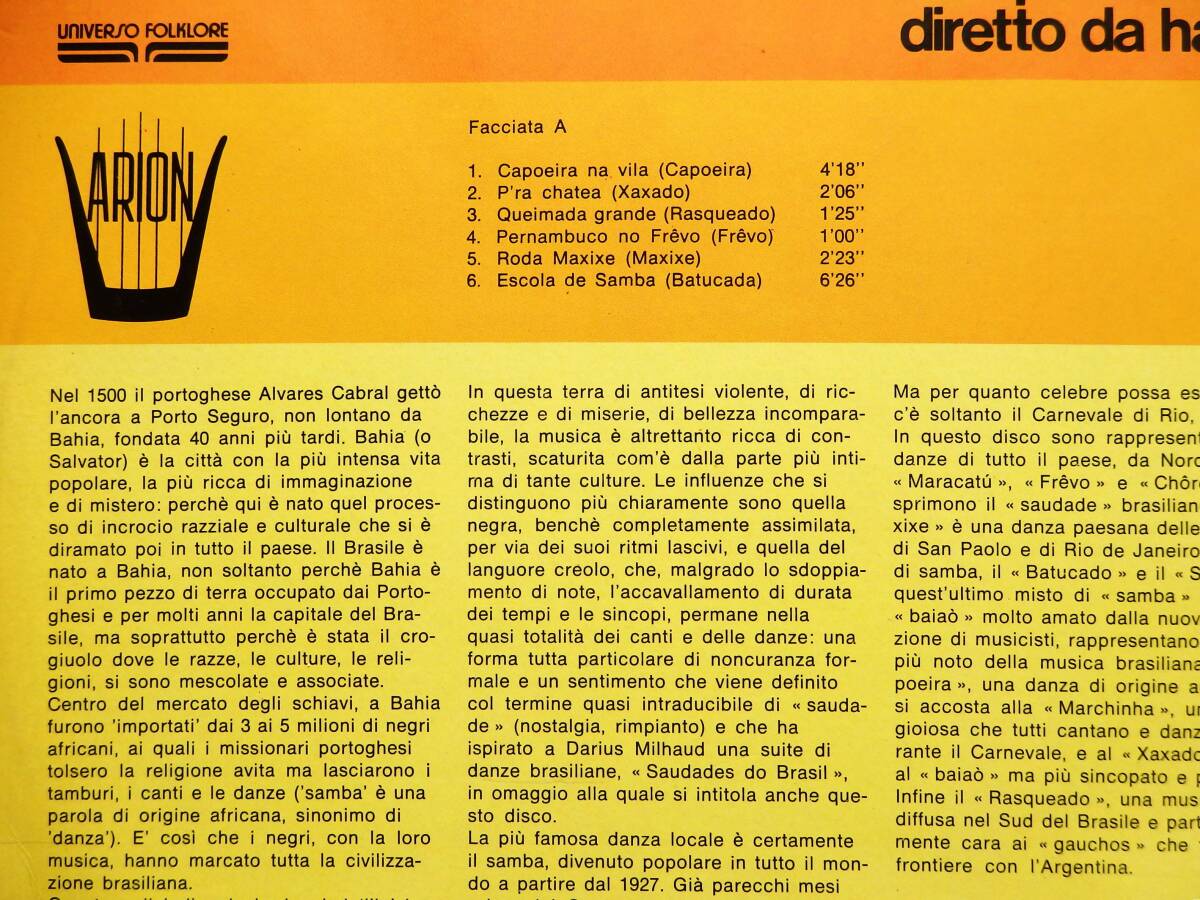 UNIVERSO FOLKLORE
diretto da ha
ARION
Facciata A
1. Capoeira na vila (Capoeira) 4'18''
2. P'ra chatea (Xaxado) 2'06''
3. Queimada grande (Rasqueado) 1'25''
4. Pernambuco no Frêvo (Frêvo) 1'00''
5. Roda Maxixe (Maxixe) 2'23''
6. Escola de Samba (Batucada) 6'26''
Nel 1500 il portoghese Alvares Cabral gettò
l'ancora a Porto Seguro, non lontano da
Bahia, fondata 40 anni più tardi. Bahia (o
Salvator) è la città con la più intensa vita
popolare, la più ricca di immaginazione
e di mistero: perchè qui è nato quel proces-
so di incrocio razziale e culturale che si è
diramato poi in tutto il paese. Il Brasile è
nato a Bahia, non soltanto perchè Bahia è
il primo pezzo di terra occupato dai Porto-
ghesi e per molti anni la capitale del Bra-
sile, ma soprattutto perchè è stata il cro-
giuolo dove le razze, le culture, le reli-
gioni, si sono mescolate e associate.
Centro del mercato degli schiavi, a Bahia
furono 'importati' dai 3 ai 5 milioni di negri
africani, ai quali i missionari portoghesi
tolsero la religione avita ma lasciarono i
tamburi, i canti e le danze ('samba' è una
parola di origine africana, sinonimo di
'danza'). E' così che i negri, con la loro
musica, hanno marcato tutta la civilizza-
zione brasiliana.
In questa terra di antitesi violente, di ric-
chezze e di miserie, di bellezza incompara-
bile, la musica è altrettanto ricca di con-
trasti, scaturita com'è dalla parte più inti-
ma di tante culture. Le influenze che si
distinguono più chiaramente sono quella
negra, benchè completamente assimilata,
per via dei suoi ritmi lascivi, e quella del
languore creolo, che, malgrado lo sdoppia-
mento di note, l'accavallamento di durata
dei tempi e le sincopi, permane nella
quasi totalità dei canti e delle danze: una
forma tutta particolare di noncuranza for-
male e un sentimento che viene definito
col termine quasi intraducibile di « sauda-
de » (nostalgia, rimpianto) e che ha
ispirato a Darius Milhaud una suite di
danze brasiliane, « Saudades do Brasil »,
in omaggio alla quale si intitola anche que-
sto disco.
La più famosa danza locale è certamente
il samba, divenuto popolare in tutto il mon-
do a partire dal 1927. Già parecchi mesi
Ma per quanto celebre possa es
c'è soltanto il Carnevale di Rio,
In questo disco sono rappresent
danze di tutto il paese, da Nord
« Maracatú », « Frêvo » e « Chôr
sprimono il « saudade » brasilian
xixe » è una danza paesana delle
di San Paolo e di Rio de Janeiro
di samba, il « Batucado » e il « S
quest'ultimo misto di « samba »
« baiaò » molto amato dalla nuov
zione di musicisti, rappresentano
più noto della musica brasiliana
poeira », una danza di origine a
si accosta alla « Marchinha », un
gioiosa che tutti cantano e danz
rante il Carnevale, e al « Xaxado
al « baiaò » ma più sincopato e p
Infine il « Rasqueado », una mus
diffusa nel Sud del Brasile e part
mente cara ai « gauchos » che
frontiere con l'Argentina.